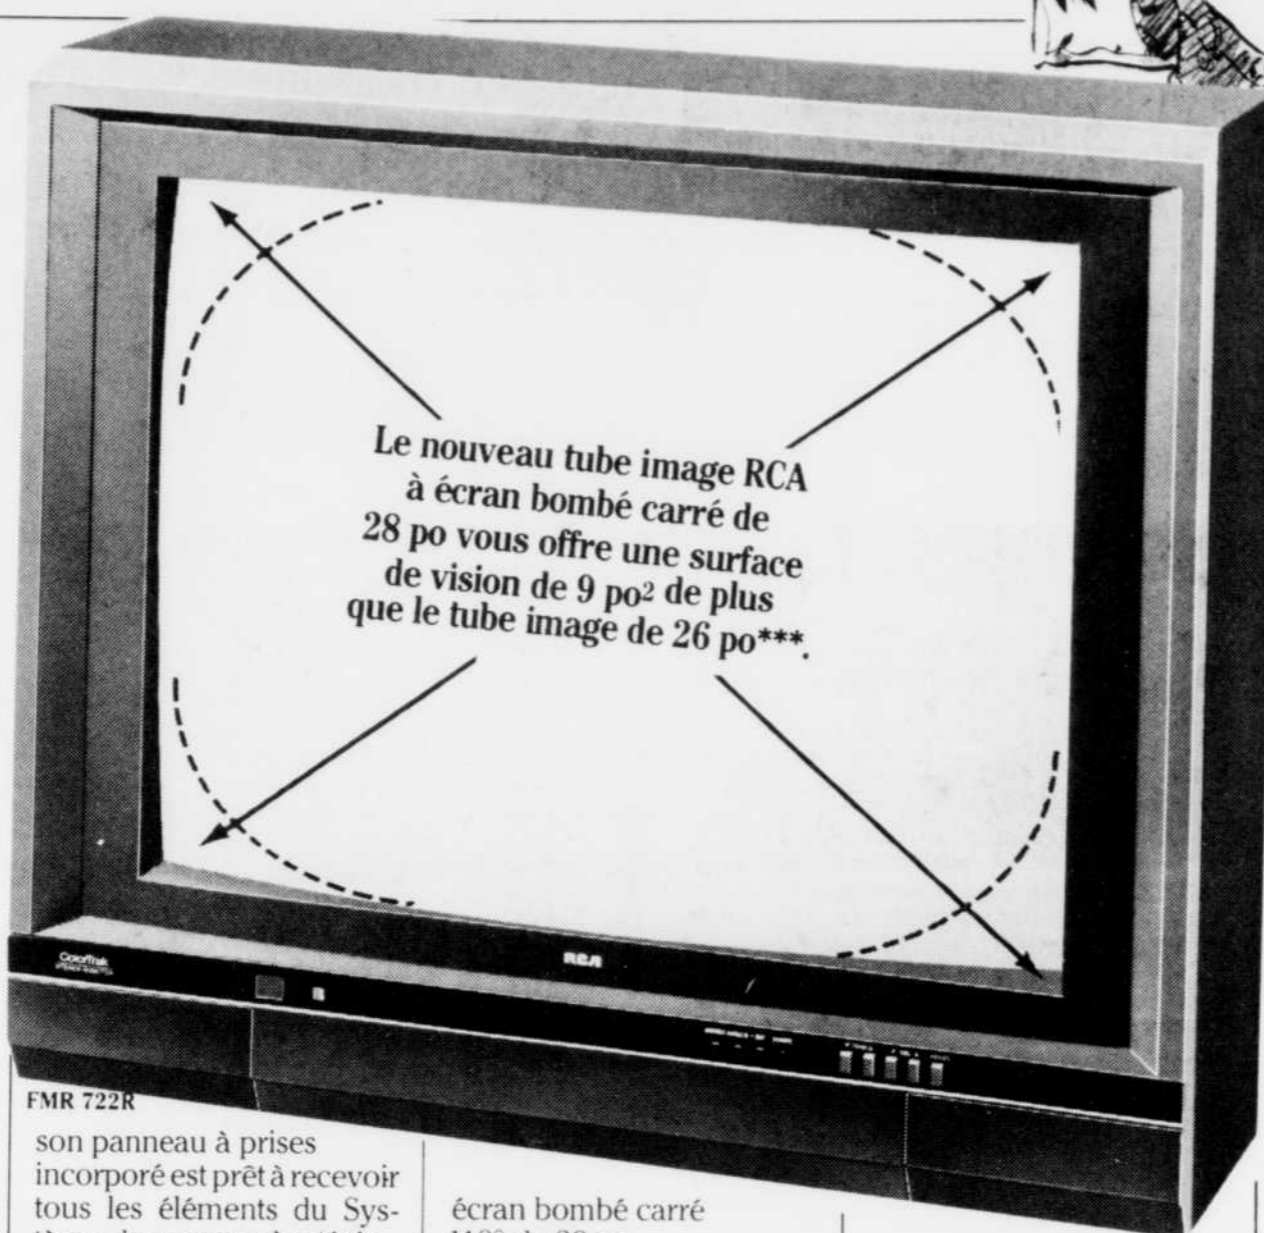 Le nouveau tube image RCA
à écran bombé carré de
28 po vous offre une surface
de vision de 9 po² de plus
que le tube image de 26 po***.
ColorTrak
RCA
FMR 722R
son panneau à prises
incorporé est prêt à recevoir
tous les éléments du Sys-
écran bombé carré